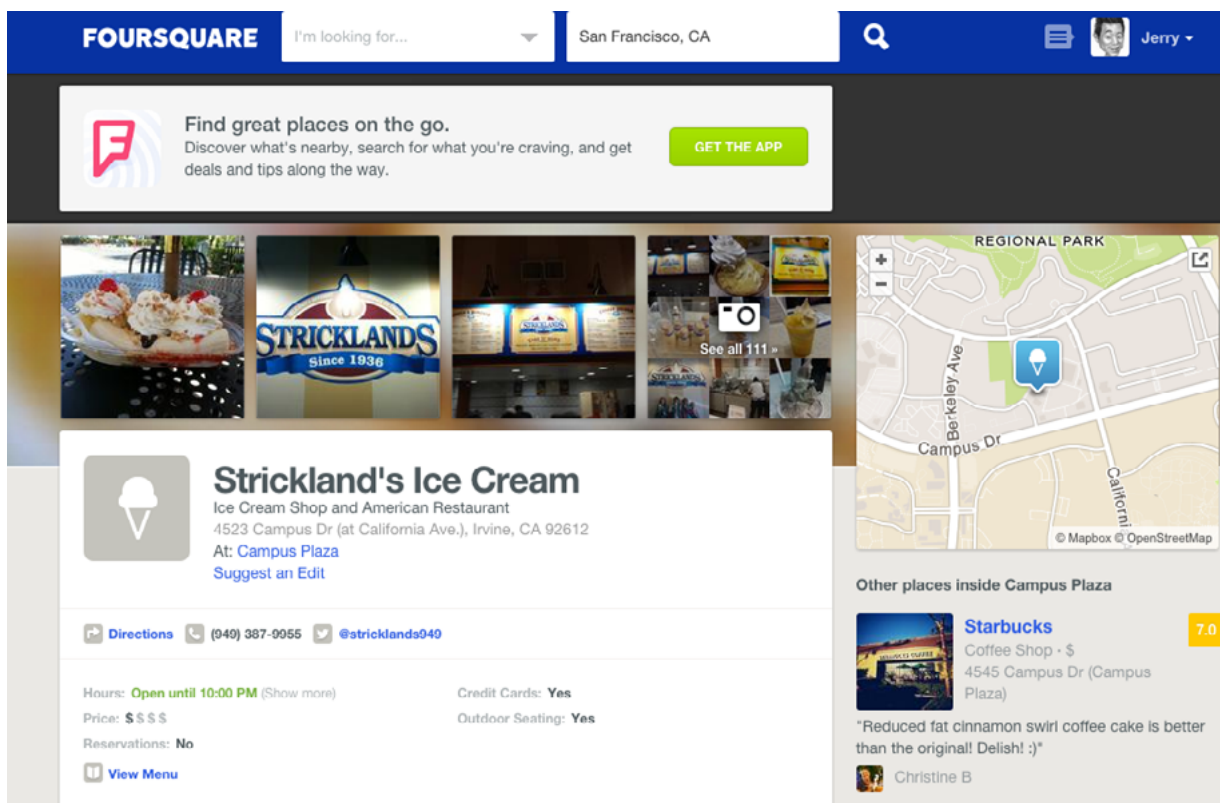 FOURSQUARE
I'm looking for...
San Francisco, CA
Jerry
Find great places on the go.
Discover what's nearby, search for what you're craving, and get
deals and tips along the way.
GET THE APP
STRICKLANDS
Since 1936
STRICKLANDS
See all 111 »
REGIONAL PARK
+
-
Berkeley Ave
Campus Dr
Californi
© Mapbox © OpenStreetMap
Strickland's Ice Cream
Ice Cream Shop and American Restaurant
4523 Campus Dr (at California Ave.), Irvine, CA 92612
At: Campus Plaza
Suggest an Edit
Directions
(949) 387-9955
@stricklands949
Hours: Open until 10:00 PM (Show more)
Price: $$$$
Reservations: No
View Menu
Credit Cards: Yes
Outdoor Seating: Yes
Other places inside Campus Plaza
Starbucks
7.0
Coffee Shop • $
4545 Campus Dr (Campus
Plaza)
"Reduced fat cinnamon swirl coffee cake is better
than the original! Delish! :)"
Christine B